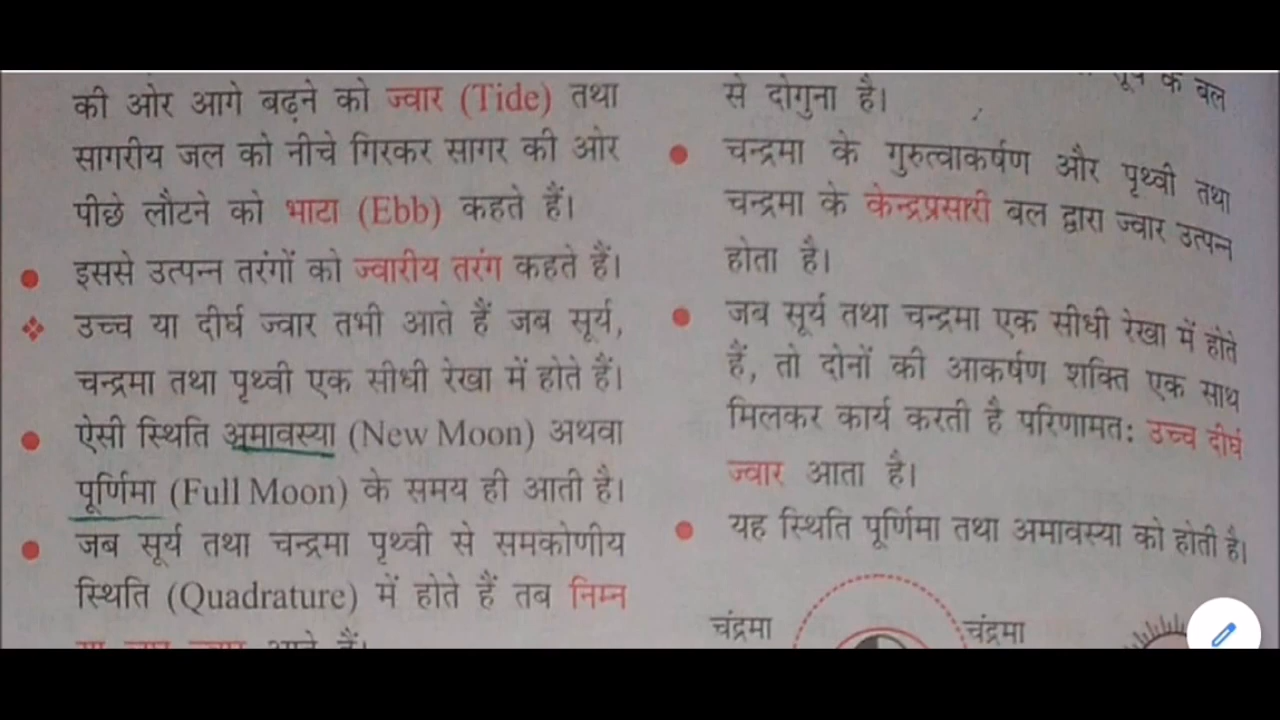 की ओर आगे बढ़ने को ज्वार (Tide) तथा
सागरीय जल को नीचे गिरकर सागर की ओर
पीछे लौटने को भाटा (Ebb) कहते हैं।
इससे उत्पन्न तरंगों को ज्वारीय तरंग कहते हैं।
उच्च या दीर्घ ज्वार तभी आते हैं जब सूर्य,
चन्द्रमा तथा पृथ्वी एक सीधी रेखा में होते हैं।
ऐसी स्थिति अमावस्या (New Moon) अथवा
पूर्णिमा (Full Moon) के समय ही आती है।
जब सूर्य तथा चन्द्रमा पृथ्वी से समकोणीय
स्थिति (Quadrature) में होते हैं तब निम्न
के बल
से दोगुना है।
चन्द्रमा के गुरुत्वाकर्षण और पृथ्वी तथा
चन्द्रमा के केन्द्रप्रसारी बल द्वारा ज्वार उत्पन्न
होता है।
जब सूर्य तथा चन्द्रमा एक सीधी रेखा में होते
हैं, तो दोनों की आकर्षण शक्ति एक साथ
मिलकर कार्य करती है परिणामतः उच्च दीर्घ
ज्वार आता है।
यह स्थिति पूर्णिमा तथा अमावस्या को होती है।
चंद्रमा
चंद्रमा